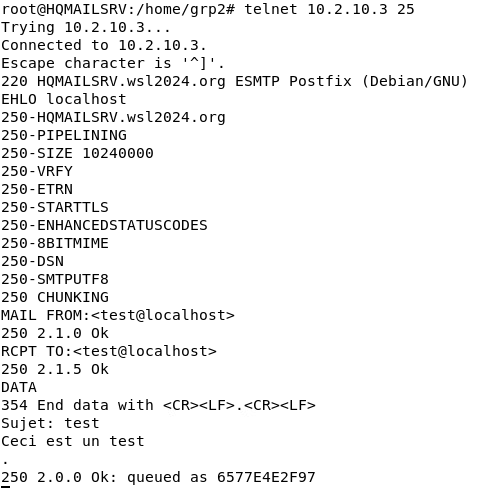 root@HQMAILSRV:/home/grp2# telnet 10.2.10.3 25
Trying 10.2.10.3...
Connected to 10.2.10.3.
Escape character is '^]'.
220 HQMAILSRV.wsl2024.org ESMTP Postfix (Debian/GNU)
EHLO localhost
250-HQMAILSRV.wsl2024.org
250-PIPELINING
250-SIZE 10240000
250-VRFY
250-ETRN
250-STARTTLS
250-ENHANCEDSTATUSCODES
250-8BITMIME
250-DSN
250-SMTPUTF8
250 CHUNKING
MAIL FROM:<test@localhost>
250 2.1.0 Ok
RCPT TO:<test@localhost>
250 2.1.5 Ok
DATA
354 End data with <CR><LF>.<CR><LF>
Sujet: test
Ceci est un test
.
250 2.0.0 Ok: queued as 6577E4E2F97